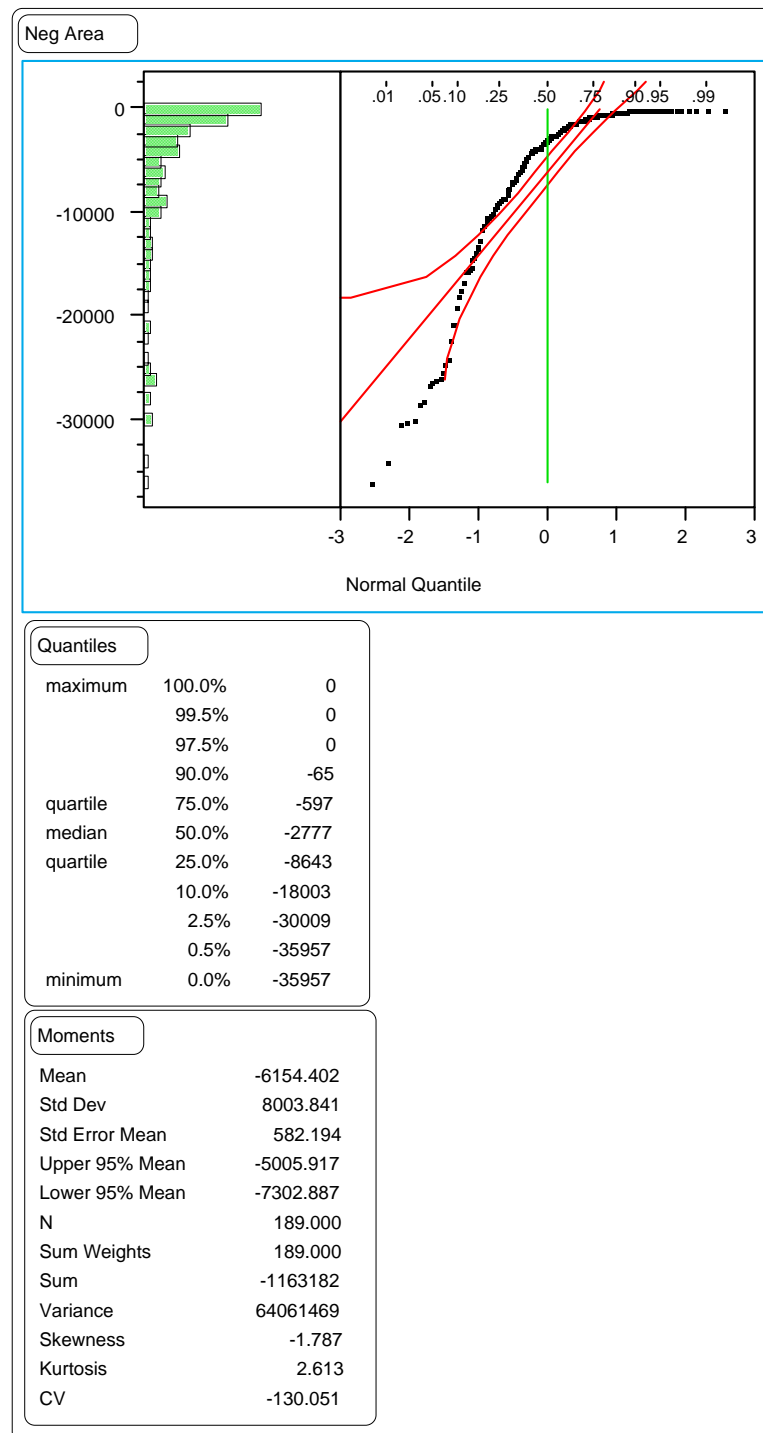 Neg Area
.01 .05 .10 .25 .50 .75 .90 .95 .99
0
-10000
-20000
-30000
-3 -2 -1 0 1 2 3
Normal Quantile
Quantiles
maximum 100.0% 0
99.5% 0
97.5% 0
90.0% -65
quartile 75.0% -597
median 50.0% -2777
quartile 25.0% -8643
10.0% -18003
2.5% -30009
0.5% -35957
minimum 0.0% -35957
Moments
Mean -6154.402
Std Dev 8003.841
Std Error Mean 582.194
Upper 95% Mean -5005.917
Lower 95% Mean -7302.887
N 189.000
Sum Weights 189.000
Sum -1163182
Variance 64061469
Skewness -1.787
Kurtosis 2.613
CV -130.051